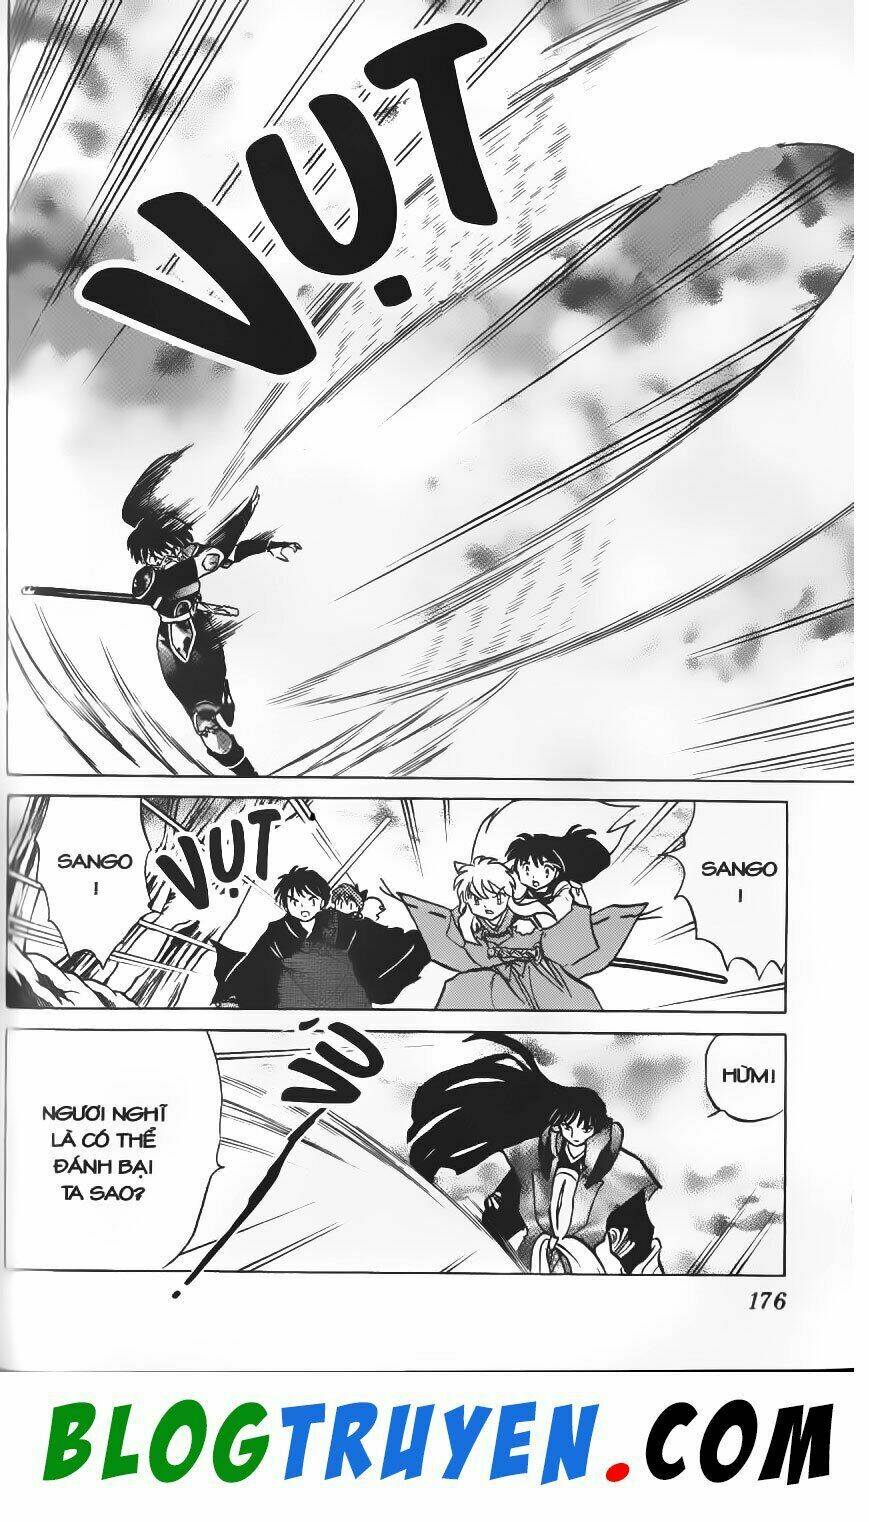 VỤT
SANGO
!
VỤT
SANGO
!
HỪM!
VÙ
NGƯƠI NGHĨ
LÀ CÓ THỂ
ĐÁNH BẠI
TA SAO?
176
BLOGTRUYEN.COM